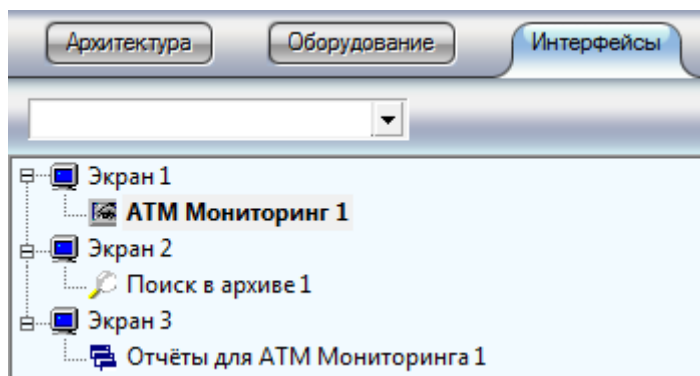 Архитектура Оборудование Интерфейсы
Экран 1
АТМ Мониторинг 1
Экран 2
Поиск в архиве 1
Экран 3
Отчёты для АТМ Мониторинга 1